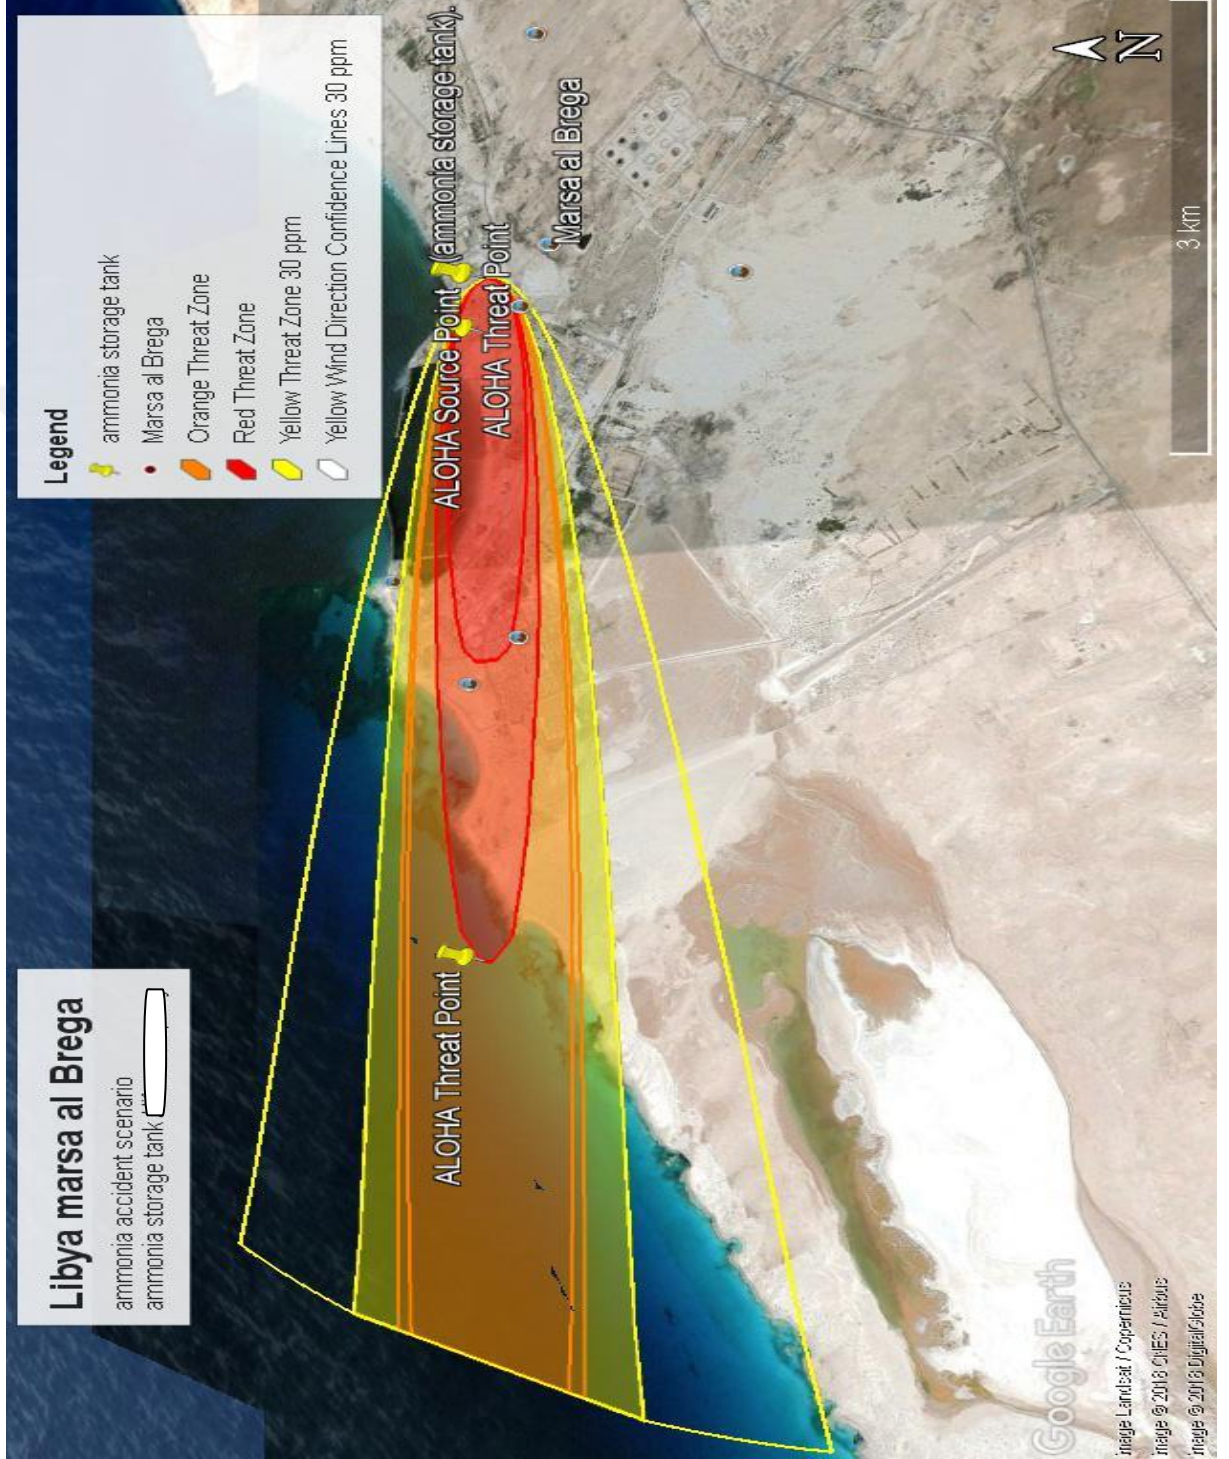 Libya marsa al Brega
ammonia accident scenario
ammonia storage tank
Legend
ammonia storage tank
Marsa al Brega
Orange Threat Zone
Red Threat Zone
Yellow Threat Zone 30 ppm
Yellow Wind Direction Confidence Lines 30 ppm
ALOHA Threat Point
ALOHA Source Point
(ammonia storage tank).
ALOHA Threat Point
Marsa al Brega
N
3 km
Google Earth
Image Landsat / Copernicus
Image © 2018 CNES / Airbus
Image © 2018 DigitalGlobe